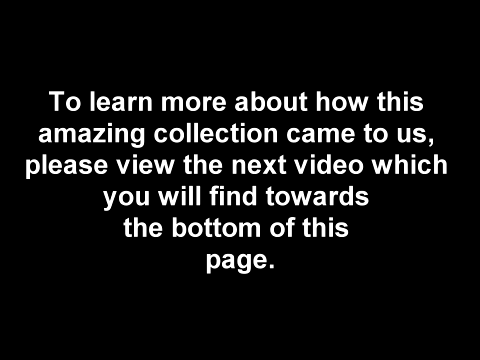 To learn more about how this
amazing collection came to us,
please view the next video which
you will find towards
the bottom of this
page.